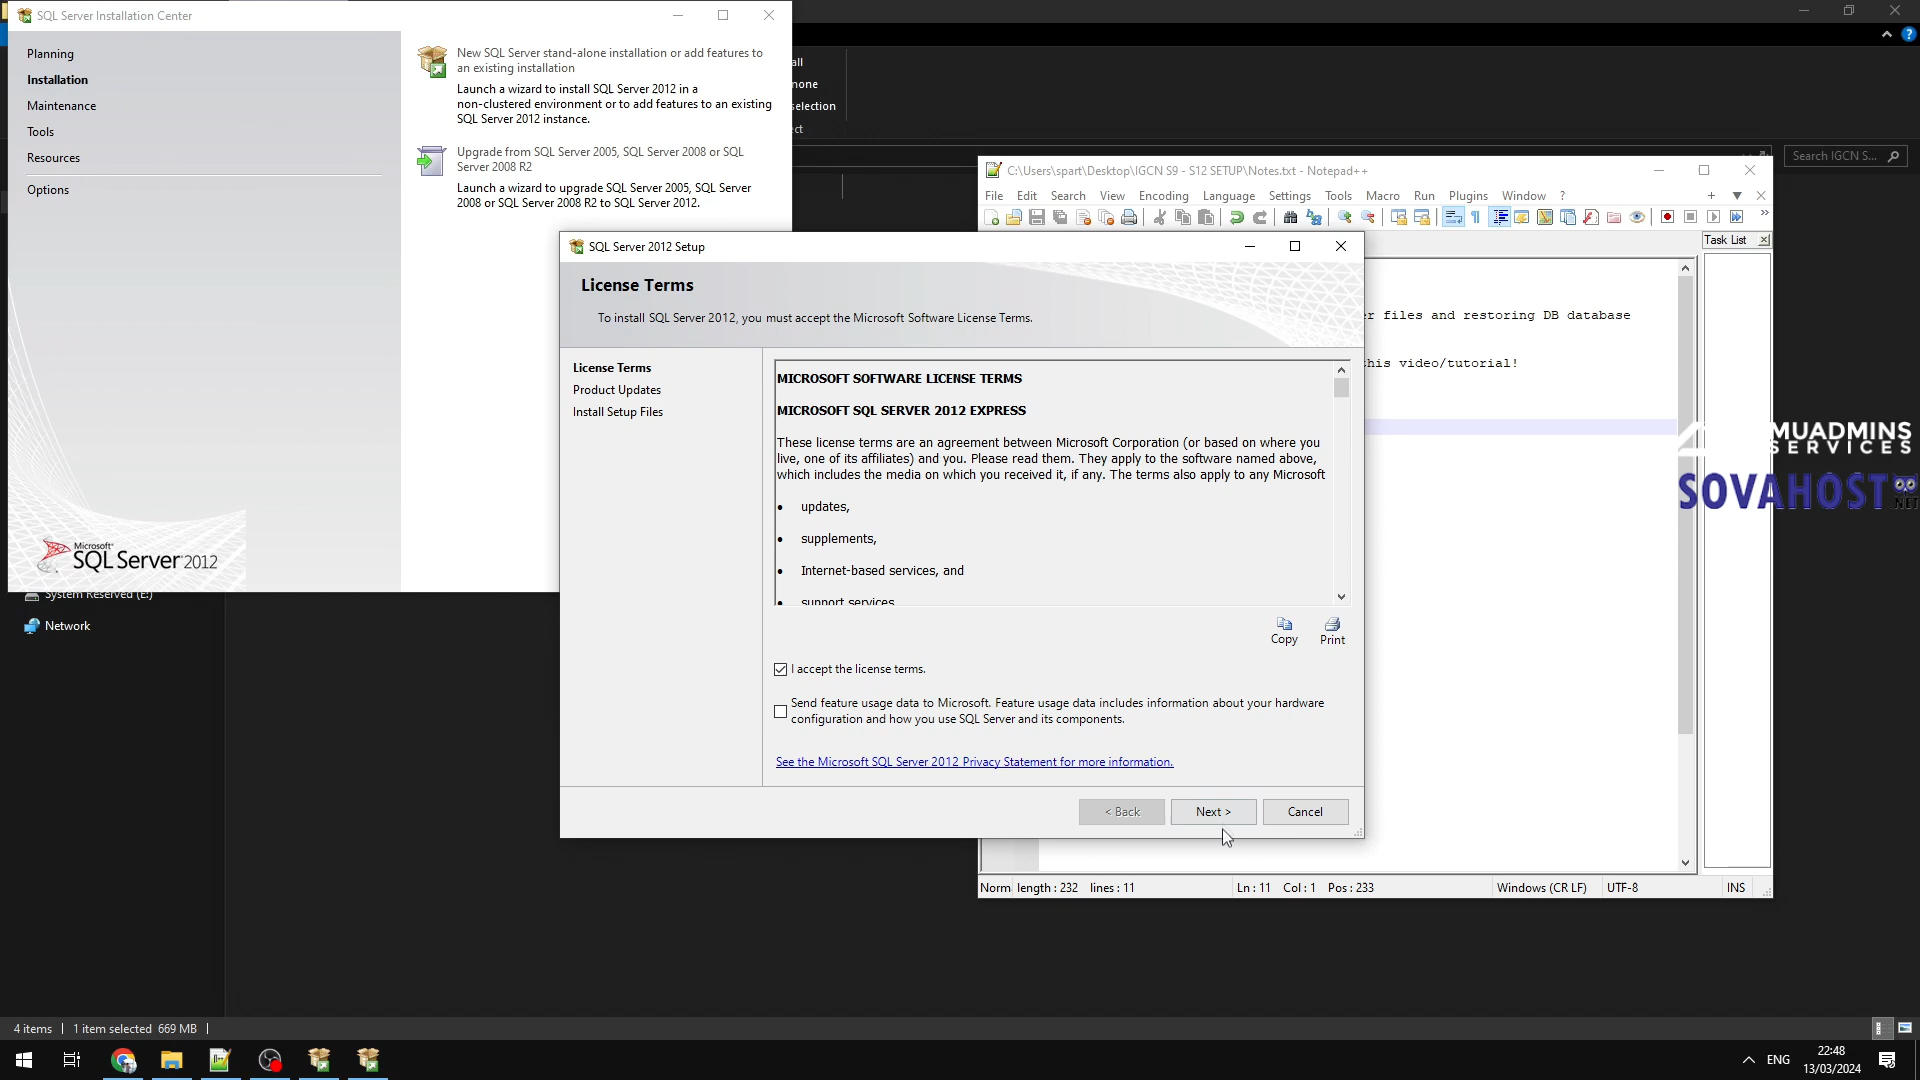 SQL Server Installation Center
Planning
Installation
Maintenance
Tools
Resources
Options
New SQL Server stand-alone installation or add features to
an existing installation
Launch a wizard to install SQL Server 2012 in a
non-clustered environment or to add features to an existing
SQL Server 2012 instance.
Upgrade from SQL Server 2005, SQL Server 2008 or SQL
Server 2008 R2
Launch a wizard to upgrade SQL Server 2005, SQL Server
2008 or SQL Server 2008 R2 to SQL Server 2012.
Microsoft®
SQL Server 2012
all
none
selection
ect
Search IGCN S...
System Reserved (E:)
Network
C:\Users\spart\Desktop\IGCN S9 - S12 SETUP\Notes.txt - Notepad++
File Edit Search View Encoding Language Settings Tools Macro Run Plugins Window ?
Task List
er files and restoring DB database
this video/tutorial!
SQL Server 2012 Setup
License Terms
To install SQL Server 2012, you must accept the Microsoft Software License Terms.
License Terms
Product Updates
Install Setup Files
MICROSOFT SOFTWARE LICENSE TERMS
MICROSOFT SQL SERVER 2012 EXPRESS
These license terms are an agreement between Microsoft Corporation (or based on where you
live, one of its affiliates) and you. Please read them. They apply to the software named above,
which includes the media on which you received it, if any. The terms also apply to any Microsoft
• updates,
• supplements,
• Internet-based services, and
• support services
Copy
Print
I accept the license terms.
Send feature usage data to Microsoft. Feature usage data includes information about your hardware
configuration and how you use SQL Server and its components.
See the Microsoft SQL Server 2012 Privacy Statement for more information.
< Back
Next >
Cancel
MUADMINS
SERVICES
SOVAHOST
.NET
Norm length : 232 lines : 11 Ln : 11 Col : 1 Pos : 233 Windows (CR LF) UTF-8 INS
4 items 1 item selected 669 MB
ENG
22:48
13/03/2024